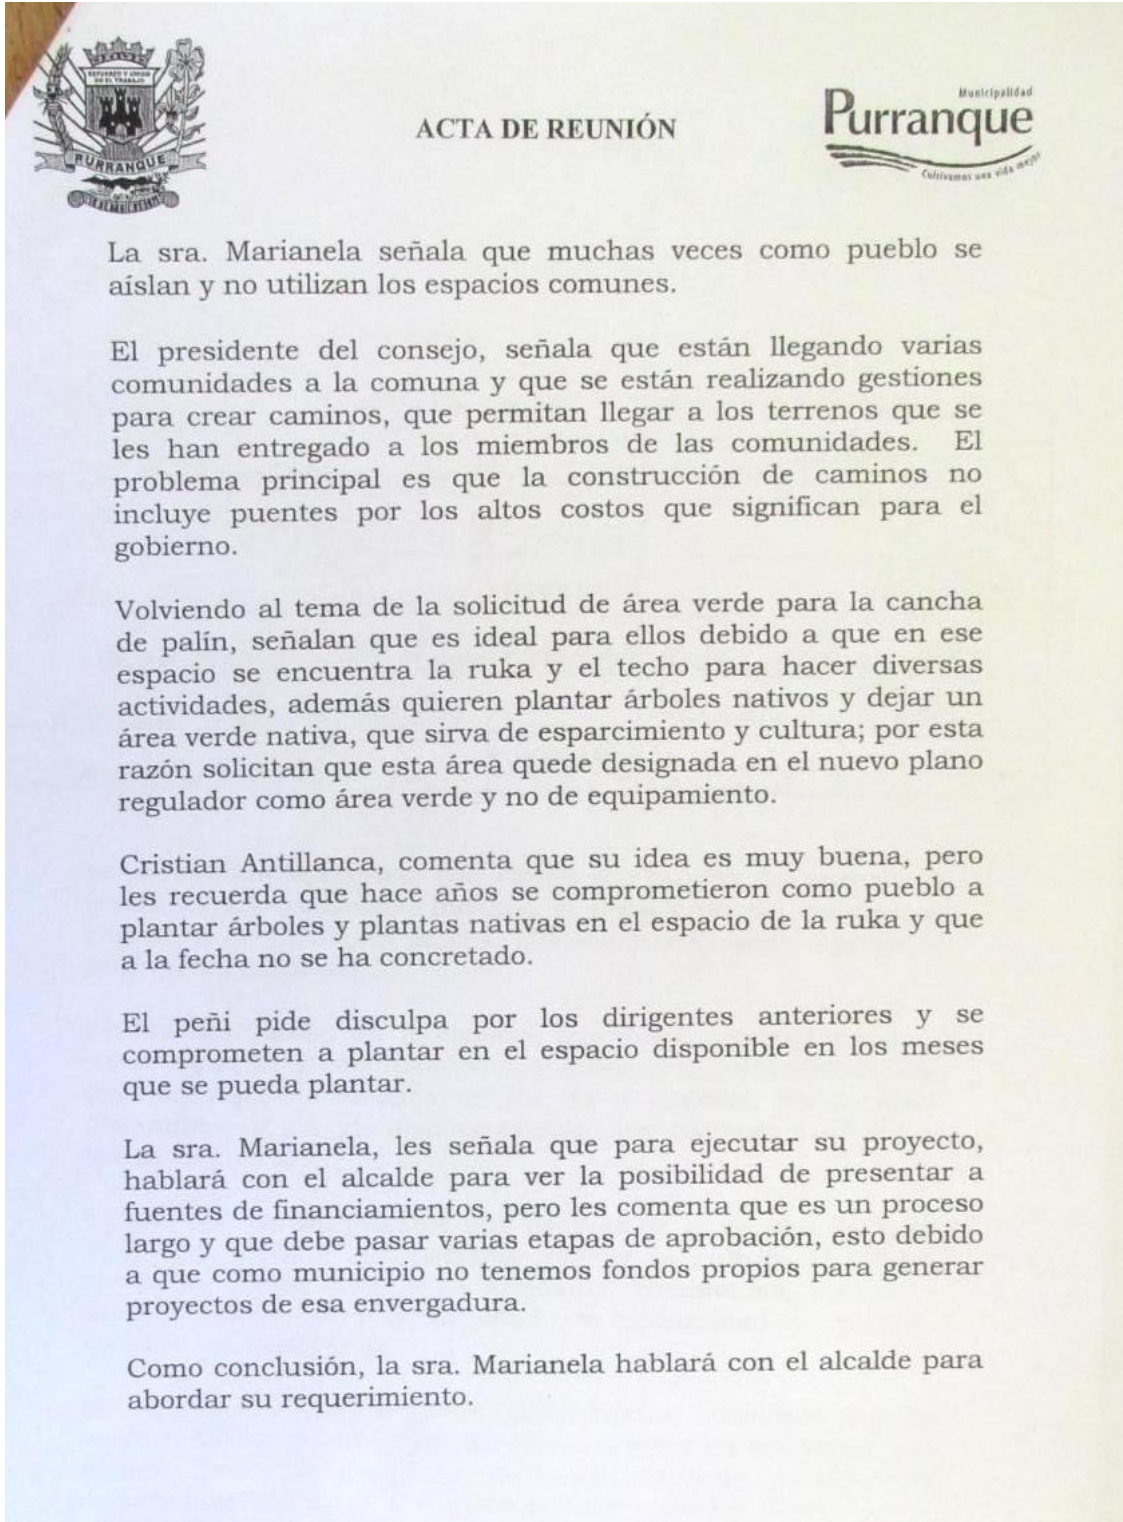 ESFUERZO Y UNION
EN EL TRABAJO
PURRANQUE
ACTA DE REUNIÓN
Municipalidad
Purranque
Cultivamos una vida mejor
La sra. Marianela señala que muchas veces como pueblo se
aíslan y no utilizan los espacios comunes.
El presidente del consejo, señala que están llegando varias
comunidades a la comuna y que se están realizando gestiones
para crear caminos, que permitan llegar a los terrenos que se
les han entregado a los miembros de las comunidades. El
problema principal es que la construcción de caminos no
incluye puentes por los altos costos que significan para el
gobierno.
Volviendo al tema de la solicitud de área verde para la cancha
de palín, señalan que es ideal para ellos debido a que en ese
espacio se encuentra la ruka y el techo para hacer diversas
actividades, además quieren plantar árboles nativos y dejar un
área verde nativa, que sirva de esparcimiento y cultura; por esta
razón solicitan que esta área quede designada en el nuevo plano
regulador como área verde y no de equipamiento.
Cristian Antillanca, comenta que su idea es muy buena, pero
les recuerda que hace años se comprometieron como pueblo a
plantar árboles y plantas nativas en el espacio de la ruka y que
a la fecha no se ha concretado.
El peñi pide disculpa por los dirigentes anteriores y se
comprometen a plantar en el espacio disponible en los meses
que se pueda plantar.
La sra. Marianela, les señala que para ejecutar su proyecto,
hablará con el alcalde para ver la posibilidad de presentar a
fuentes de financiamientos, pero les comenta que es un proceso
largo y que debe pasar varias etapas de aprobación, esto debido
a que como municipio no tenemos fondos propios para generar
proyectos de esa envergadura.
Como conclusión, la sra. Marianela hablará con el alcalde para
abordar su requerimiento.